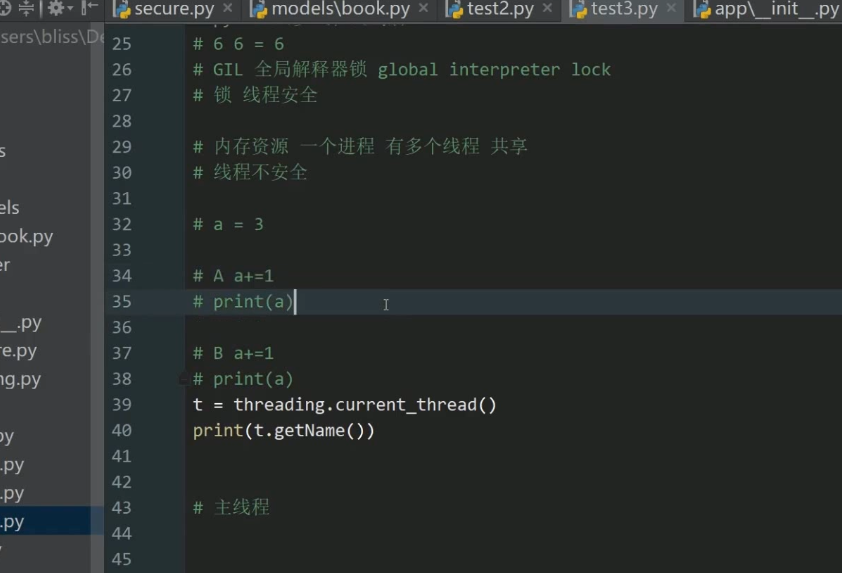 secure.py models\book.py test2.py test3.py app\__init__.py
sers\bliss\De
25 # 6 6 = 6
26 # GIL 全局解释器锁 global interpreter lock
27 # 锁 线程安全
28
29 # 内存资源 一个进程 有多个线程 共享
30 # 线程不安全
31
32 # a = 3
33
34 # A a+=1
35 # print(a)
36
37 # B a+=1
38 # print(a)
39 t = threading.current_thread()
40 print(t.getName())
41
42
43 # 主线程
44
45
s
els
ook.py
er
__.py
re.py
ng.py
py
.py
.py
.py